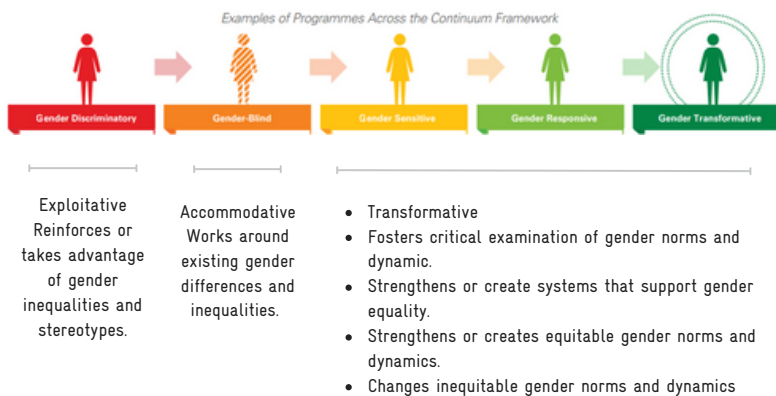 Examples of Programmes Across the Continuum Framework
Gender Discriminatory
Gender-Blind
Gender Sensitive
Gender Responsive
Gender Transformative
Exploitative
Reinforces or
takes advantage
of gender
inequalities and
stereotypes.
Accommodative
Works around
existing gender
differences and
inequalities.
• Transformative
• Fosters critical examination of gender norms and
dynamic.
• Strengthens or create systems that support gender
equality.
• Strengthens or creates equitable gender norms and
dynamics.
• Changes inequitable gender norms and dynamics